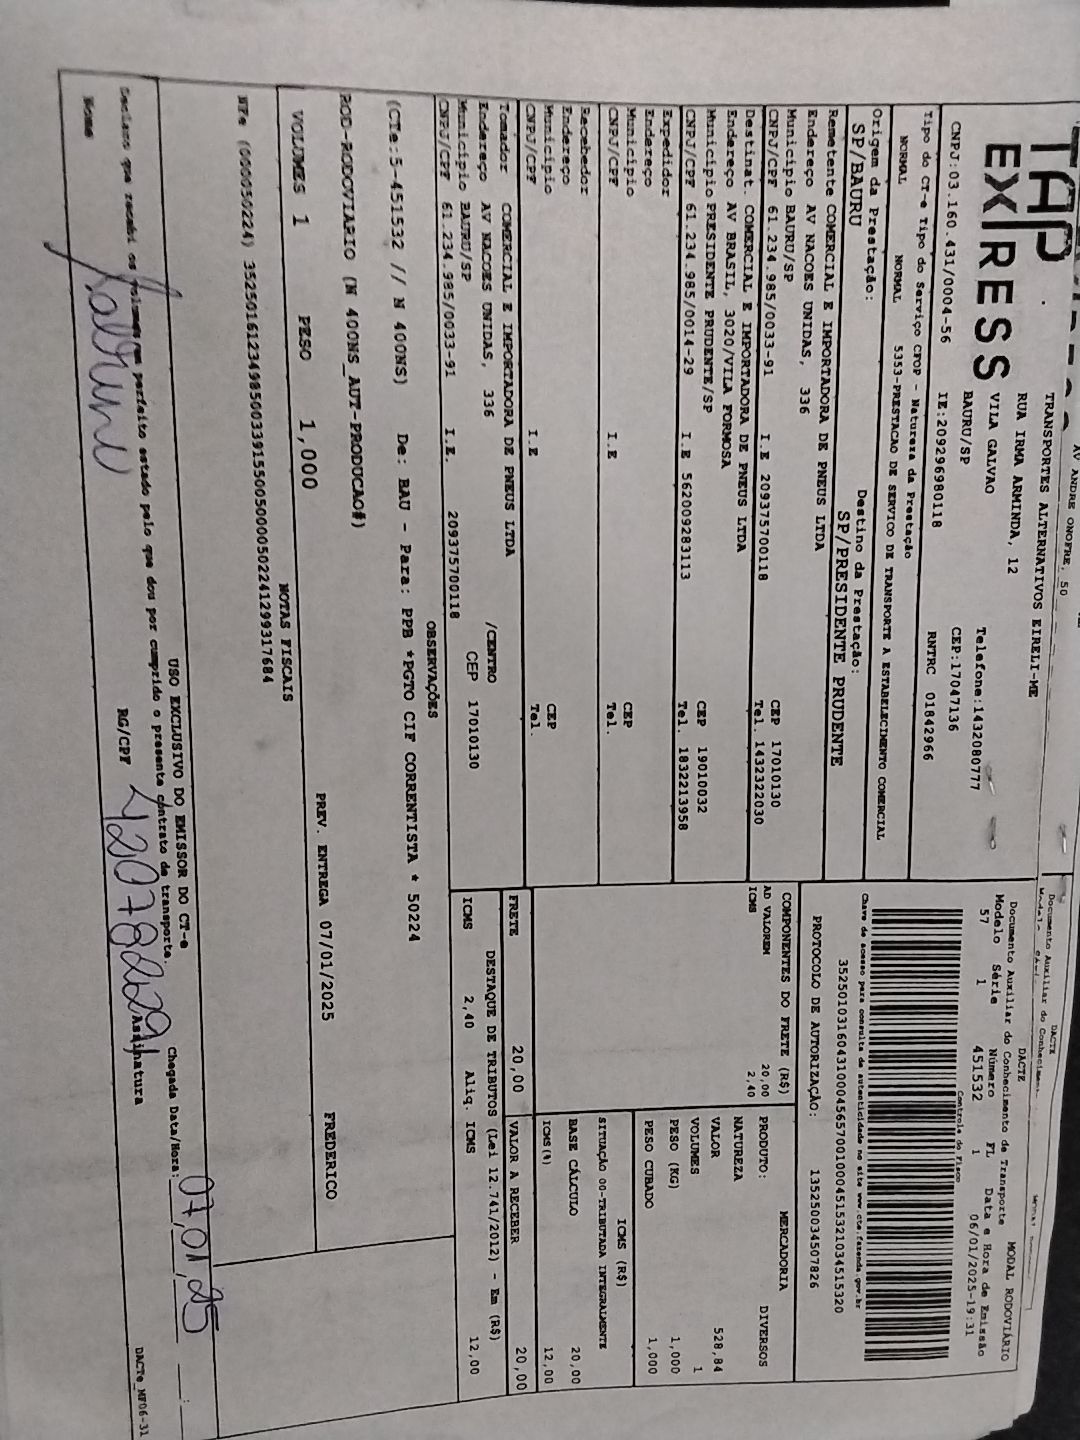 AV ANDRE ONOFRE, 50
DACTE
Documento Auxiliar do Conhecimento
TAP EXPRESS
TRANSPORTES ALTERNATIVOS EIRELI-ME
RUA IRMA ARMINDA, 12
VILA GALVAO Telefone:1432080777
BAURU/SP CEP:17047136
CNPJ:03.160.431/0004-56 IE:209296980118 RNTRC 01842966
DACTE MODAL RODOVIÁRIO
Documento Auxiliar do Conhecimento de Transporte
Modelo Série Número FL Data e Hora de Emissão
57 1 451532 1 06/01/2025-19:31
Controle do Fisco
Tipo do CT-e Tipo do Serviço CFOP - Natureza da Prestação
NORMAL NORMAL 5353-PRESTACAO DE SERVICO DE TRANSPORTE A ESTABELECIMENTO COMERCIAL
Chave de acesso para consulta de autenticidade no site www.cte.fazenda.gov.br
35250103160431000456570010004515321034515320
PROTOCOLO DE AUTORIZAÇÃO: 135250034507826
Origem da Prestação: Destino da Prestação:
SP/BAURU SP/PRESIDENTE PRUDENTE
Remetente COMERCIAL E IMPORTADORA DE PNEUS LTDA
Endereço AV NACOES UNIDAS, 336
Municipio BAURU/SP CEP 17010130
CNPJ/CPF 61.234.985/0033-91 I.E 209375700118 Tel. 1432322030
Destinat. COMERCIAL E IMPORTADORA DE PNEUS LTDA
Endereço AV BRASIL, 3020/VILA FORMOSA
Municipio PRESIDENTE PRUDENTE/SP CEP 19010032
CNPJ/CPF 61.234.985/0014-29 I.E 562009283113 Tel. 1832213958
Expedidor
Endereço
Municipio CEP
CNPJ/CPF I.E Tel.
Recebedor
Endereço
Municipio CEP
CNPJ/CPF I.E Tel.
Tomador COMERCIAL E IMPORTADORA DE PNEUS LTDA
Endereço AV NACOES UNIDAS, 336 /CENTRO
Municipio BAURU/SP CEP 17010130
CNPJ/CPF 61.234.985/0033-91 I.E. 209375700118
COMPONENTES DO FRETE (R$)
AD VALOREM 20,00
ICMS 2,40
PRODUTO: MERCADORIA
NATUREZA DIVERSOS
VALOR 528,84
VOLUMES 1
PESO (KG) 1,000
PESO CUBADO 1,000
ICMS (R$)
SITUAÇÃO 00-TRIBUTADA INTEGRALMENTE
BASE CÁLCULO 20,00
ICMS(%) 12,00
FRETE 20,00 VALOR A RECEBER 20,00
DESTAQUE DE TRIBUTOS (Lei 12.741/2012) - Em (R$)
ICMS 2,40 Aliq. ICMS 12,00
OBSERVAÇÕES
(CTe:5-451532 // N 400NS) De: BAU - Para: PPB *PGTO CIF CORRENTISTA * 50224
ROD-RODOVIARIO (N 400NS_AUT-PRODUCAO#)
VOLUMES 1 PESO 1,000 PREV. ENTREGA 07/01/2025 FREDERICO
NOTAS FISCAIS
NFe (000050224) 35250161234985003391550050000502241299317684
USO EXCLUSIVO DO EMISSOR DO CT-e
Declaro que recebi os volumes em perfeito estado pelo que dou por cumprido o presente contrato de transporte.
Chegada Data/Hora: 07/01/25 :
Nome RG/CPF Assinatura
DACTe_MF06-31